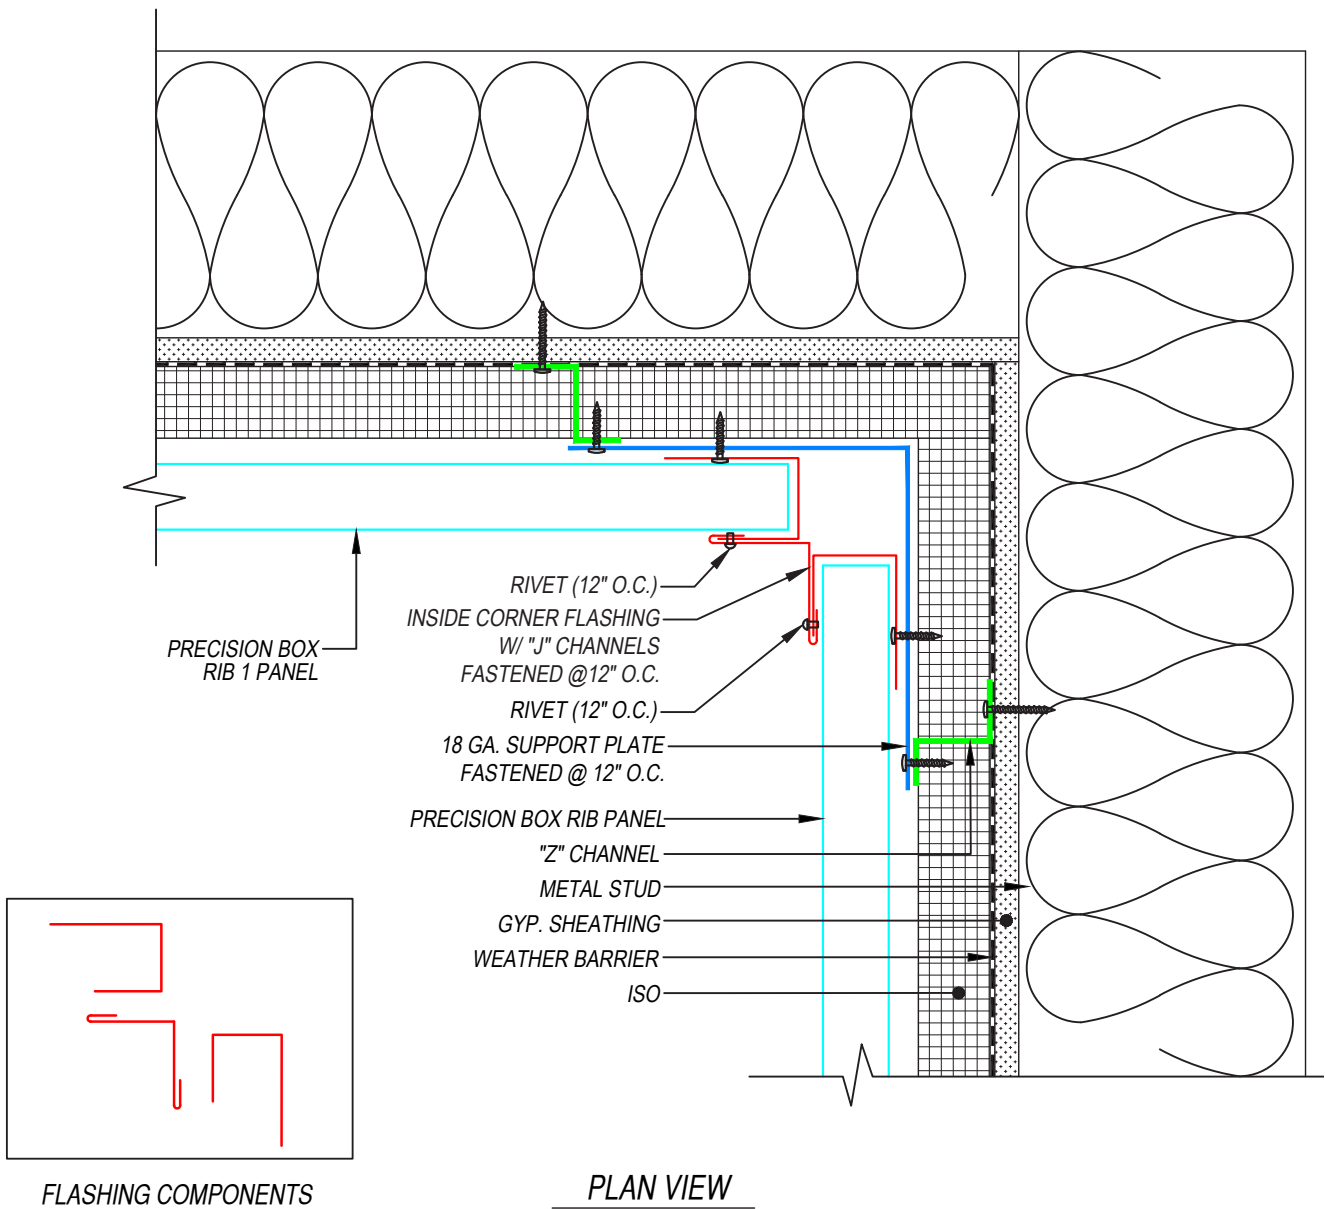 RIVET (12" O.C.)
INSIDE CORNER FLASHING
W/ "J" CHANNELS
FASTENED @12" O.C.
PRECISION BOX
RIB 1 PANEL
RIVET (12" O.C.)
18 GA. SUPPORT PLATE
FASTENED @ 12" O.C.
PRECISION BOX RIB PANEL
"Z" CHANNEL
METAL STUD
GYP. SHEATHING
WEATHER BARRIER
ISO
FLASHING COMPONENTS
PLAN VIEW